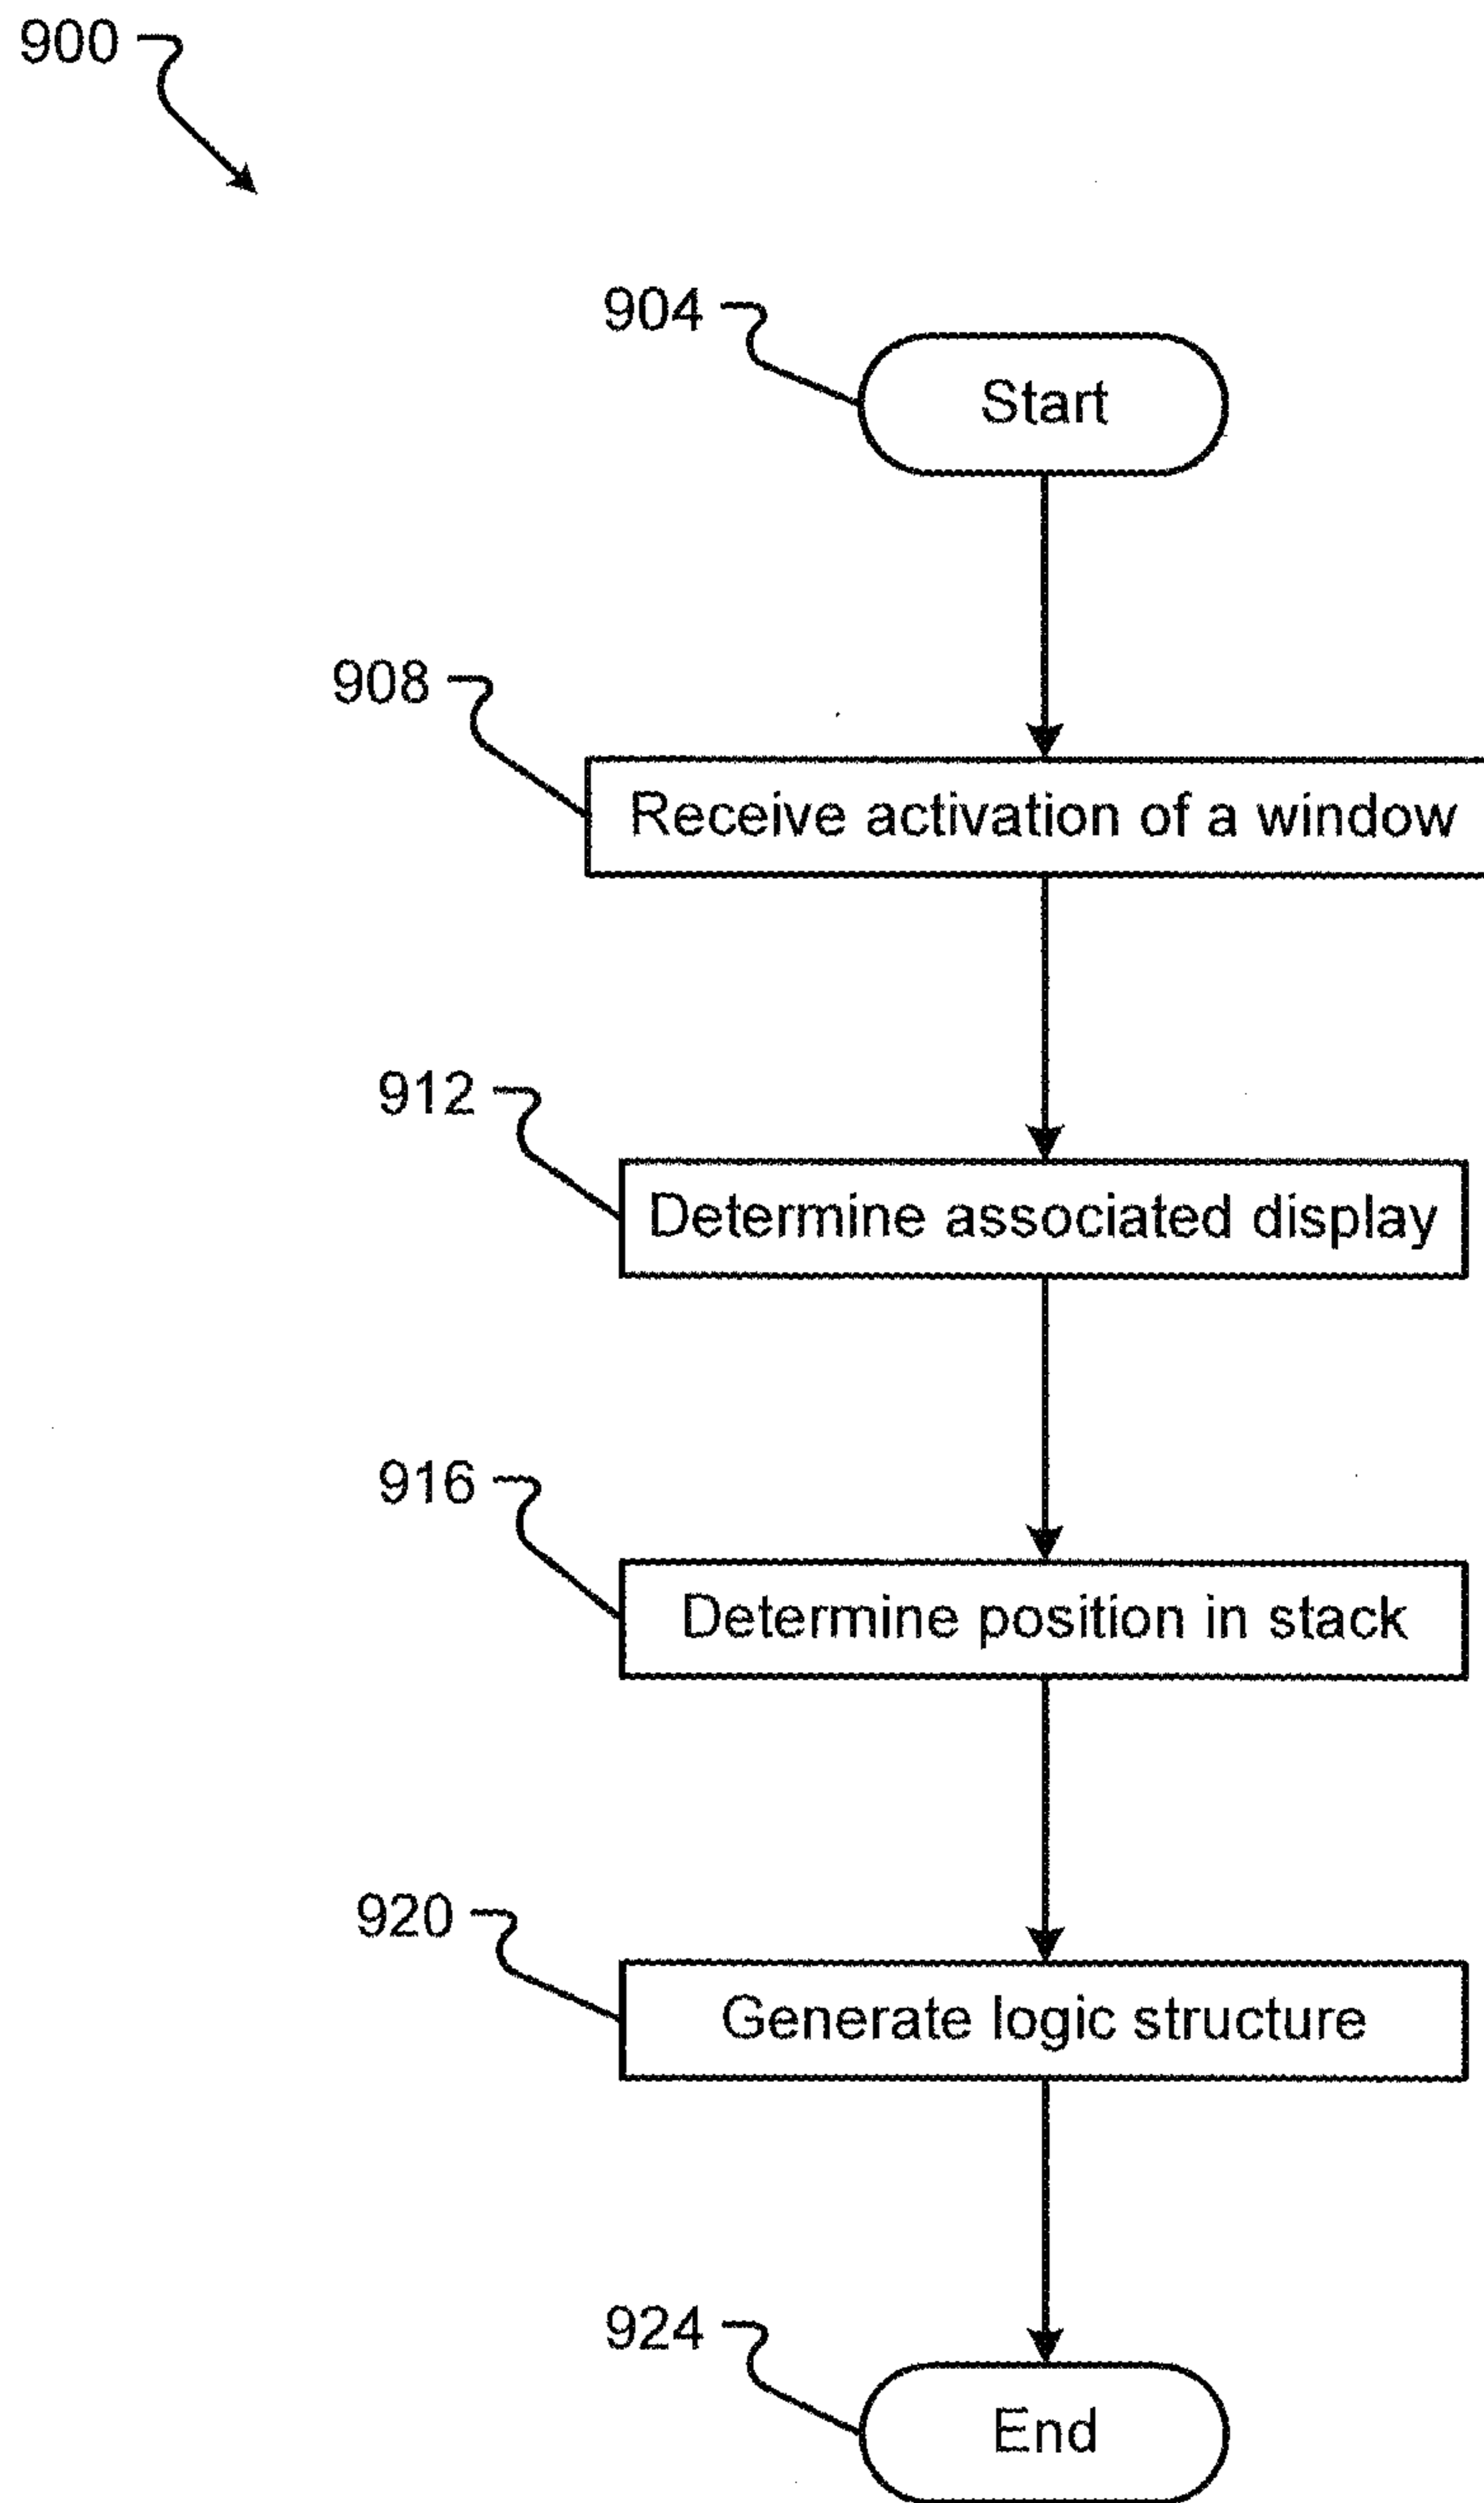 900
904
Start
908
Receive activation of a window
912
Determine associated display
916
Determine position in stack
920
Generate logic structure
924
End